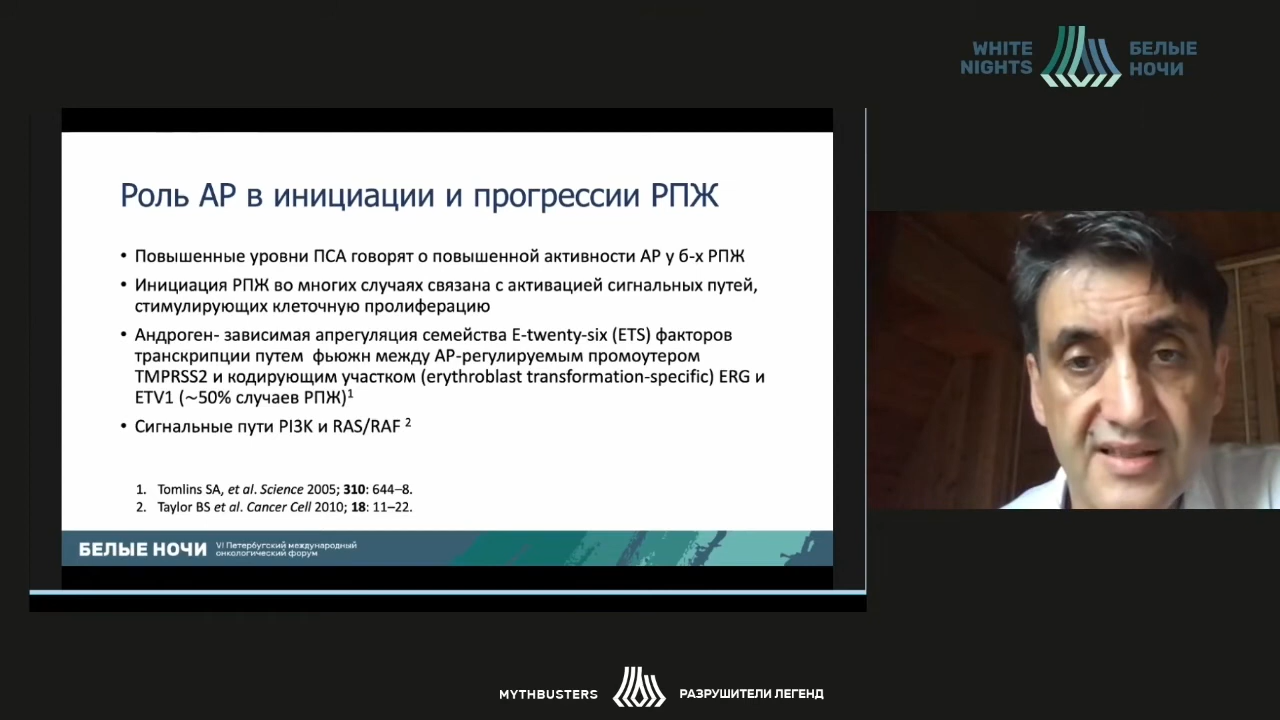 WHITE
NIGHTS
БЕЛЫЕ
НОЧИ
Роль АР в инициации и прогрессии РПЖ
• Повышенные уровни ПСА говорят о повышенной активности АР у б-х РПЖ
• Инициация РПЖ во многих случаях связана с активацией сигнальных путей,
стимулирующих клеточную пролиферацию
• Андроген- зависимая апрегуляция семейства E-twenty-six (ETS) факторов
транскрипции путем фьюжн между АР-регулируемым промоутером
TMPRSS2 и кодирующим участком (erythroblast transformation-specific) ERG и
ETV1 (~50% случаев РПЖ)1
• Сигнальные пути PI3K и RAS/RAF 2
1. Tomlins SA, et al. Science 2005; 310: 644–8.
2. Taylor BS et al. Cancer Cell 2010; 18: 11–22.
БЕЛЫЕ НОЧИ
VI Петербугский международный
онкологический форум
MYTHBUSTERS
РАЗРУШИТЕЛИ ЛЕГЕНД